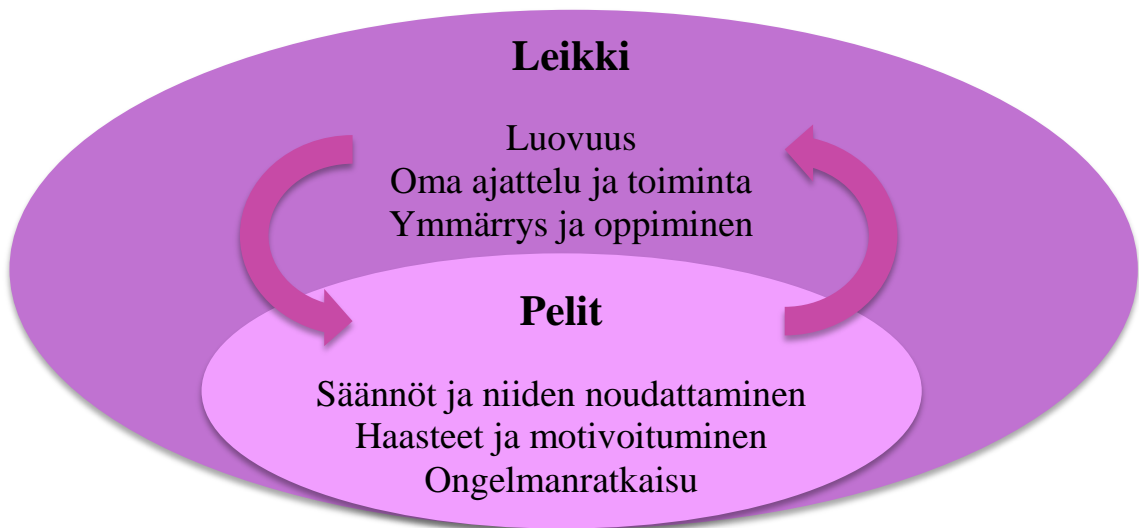 Leikki
Luovuus
Oma ajattelu ja toiminta
Ymmärrys ja oppiminen
Pelit
Säännöt ja niiden noudattaminen
Haasteet ja motivoituminen
Ongelmanratkaisu